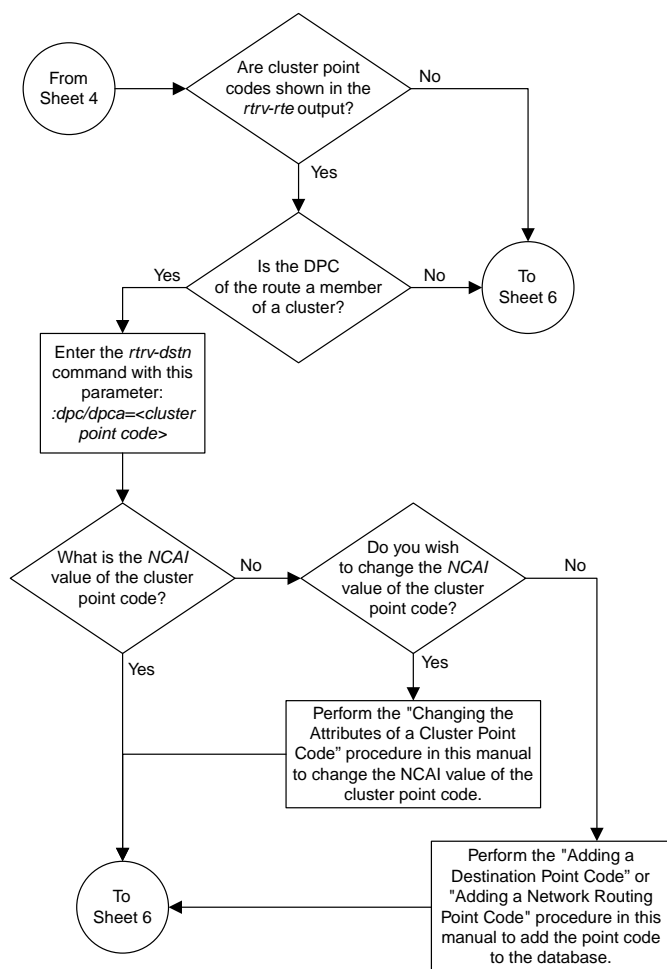 From
Sheet 4
Are cluster point
codes shown in the
rtrv-rte output?
No
Yes
Is the DPC
of the route a member
of a cluster?
Yes
No
To
Sheet 6
Enter the rtrv-dstn
command with this
parameter:
:dpc/dpca=<cluster
point code>
What is the NCAI
value of the cluster
point code?
No
Yes
Do you wish
to change the NCAI
value of the cluster
point code?
No
Yes
Perform the "Changing the
Attributes of a Cluster Point
Code” procedure in this manual
to change the NCAI value of the
cluster point code.
To
Sheet 6
Perform the "Adding a
Destination Point Code” or
"Adding a Network Routing
Point Code" procedure in this
manual to add the point code
to the database.